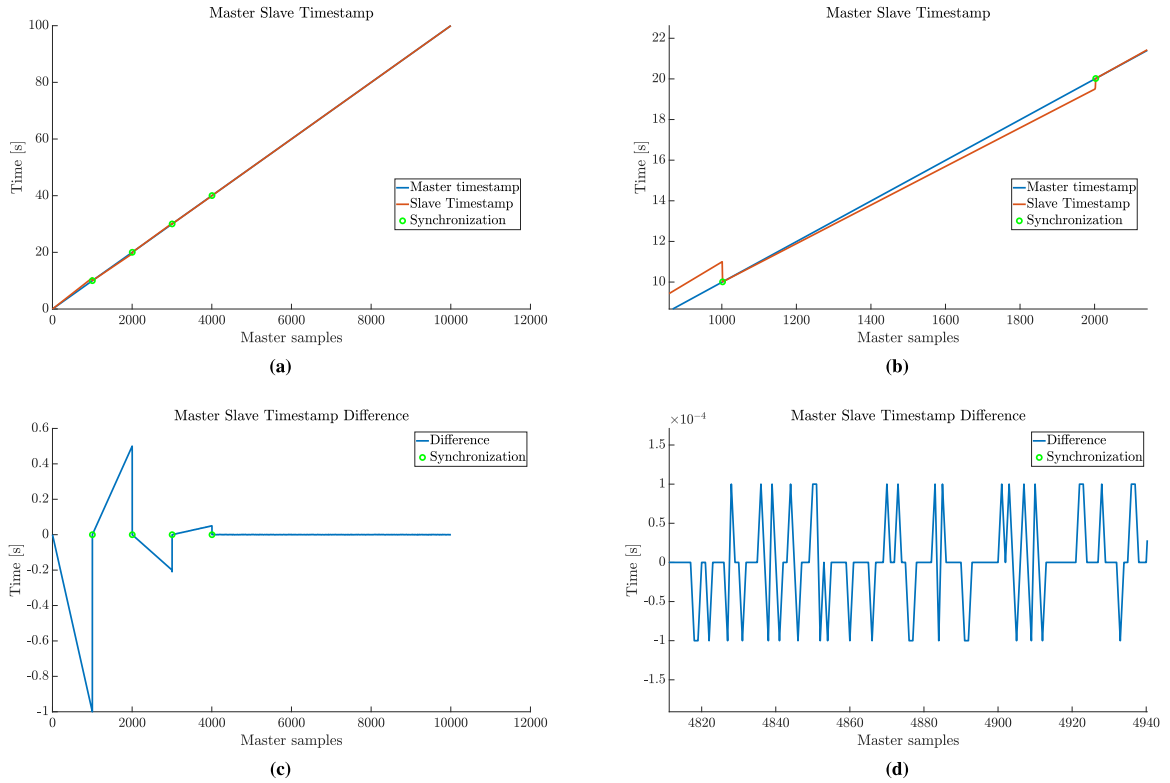 Master Slave Timestamp
100
80
60
40
20
0
Time [s]
Master timestamp
Slave Timestamp
Synchronization
0 2000 4000 6000 8000 10000 12000
Master samples
(a)
Master Slave Timestamp
22
20
18
16
14
12
10
Time [s]
Master timestamp
Slave Timestamp
Synchronization
1000 1200 1400 1600 1800 2000
Master samples
(b)
Master Slave Timestamp Difference
0.6
0.4
0.2
0
-0.2
-0.4
-0.6
-0.8
-1
Time [s]
Difference
Synchronization
0 2000 4000 6000 8000 10000 12000
Master samples
(c)
Master Slave Timestamp Difference
×10⁻⁴
1.5
1
0.5
0
-0.5
-1
-1.5
Time [s]
Difference
Synchronization
4820 4840 4860 4880 4900 4920 4940
Master samples
(d)